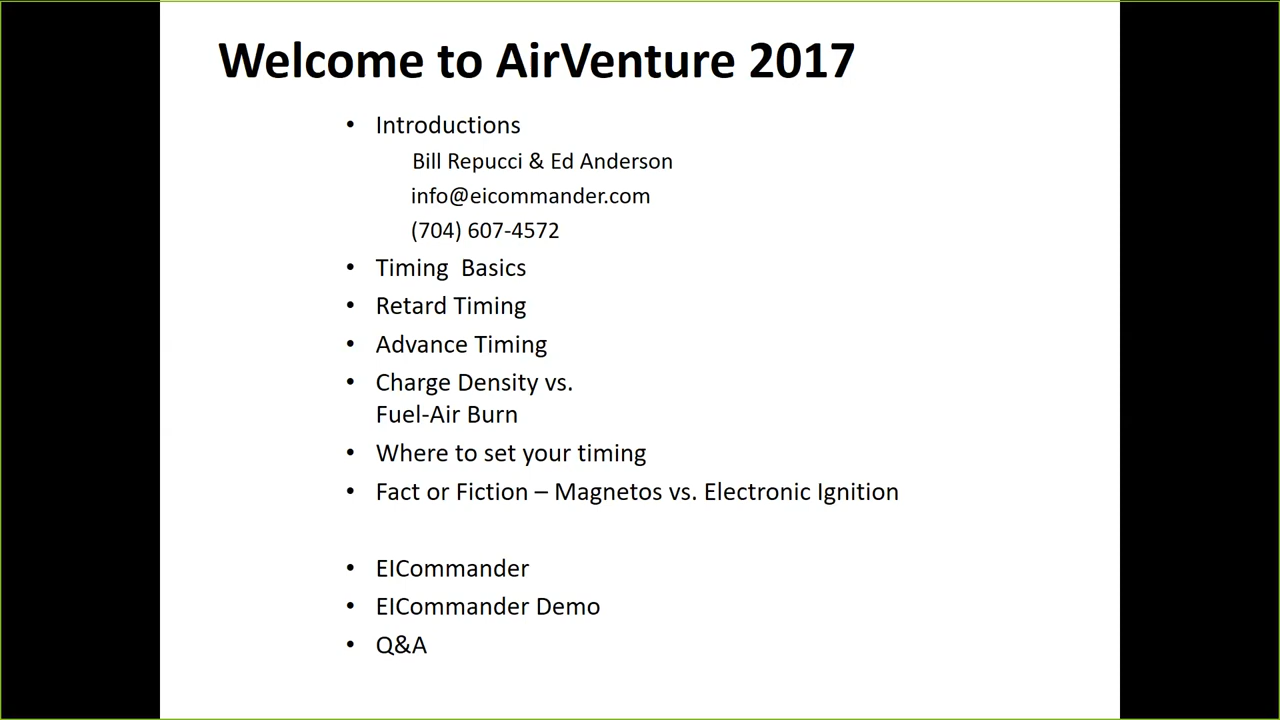 Welcome to AirVenture 2017
• Introductions
Bill Repucci & Ed Anderson
info@eicommander.com
(704) 607-4572
• Timing  Basics
• Retard Timing
• Advance Timing
• Charge Density vs.
Fuel-Air Burn
• Where to set your timing
• Fact or Fiction – Magnetos vs. Electronic Ignition
• EICommander
• EICommander Demo
• Q&A